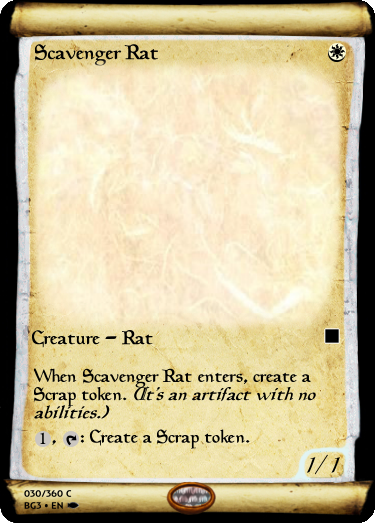 Scavenger Rat
Creature – Rat
When Scavenger Rat enters, create a
Scrap token. (It's an artifact with no
abilities.)
1, : Create a Scrap token.
1/1
030/360 C
BG3 • EN